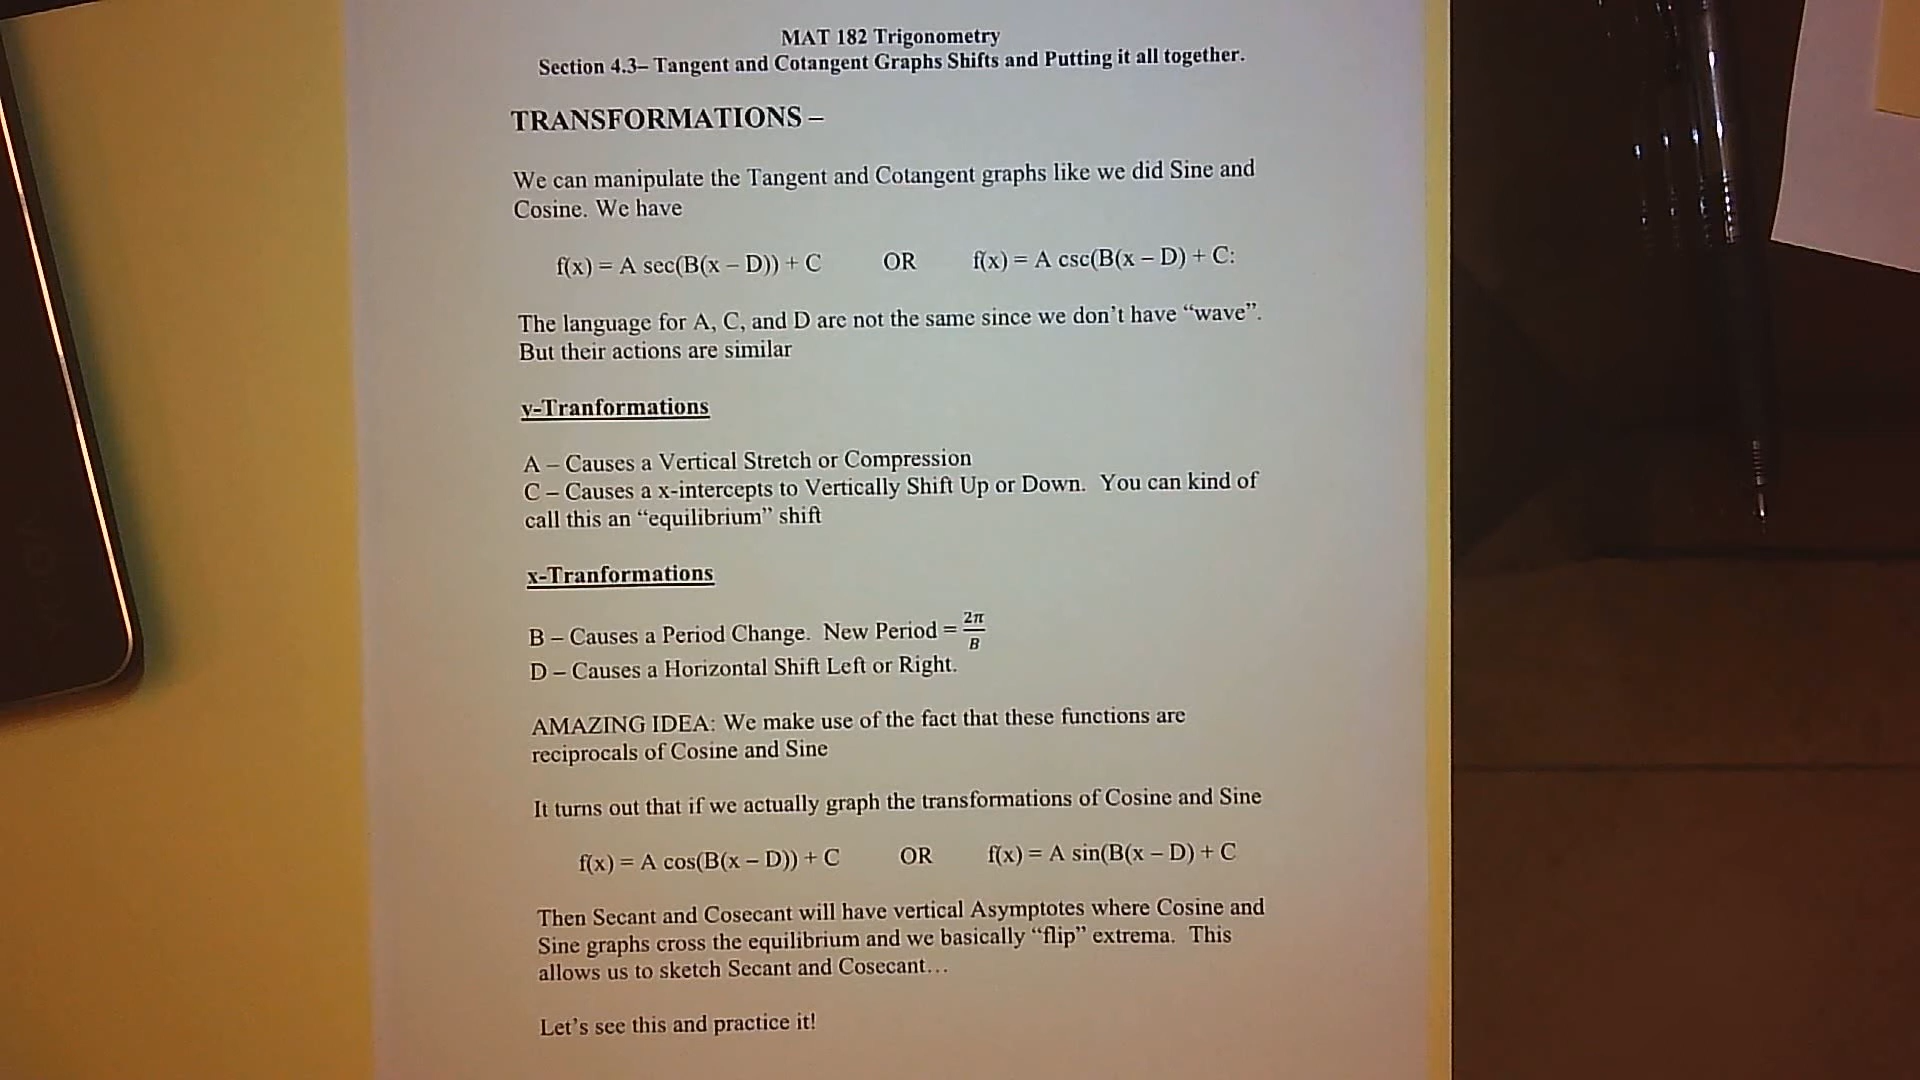 MAT 182 Trigonometry
Section 4.3– Tangent and Cotangent Graphs Shifts and Putting it all together.
TRANSFORMATIONS –
We can manipulate the Tangent and Cotangent graphs like we did Sine and
Cosine. We have
f(x) = A sec(B(x – D)) + C OR f(x) = A csc(B(x – D) + C:
The language for A, C, and D are not the same since we don’t have “wave”.
But their actions are similar
y-Tranformations
A – Causes a Vertical Stretch or Compression
C – Causes a x-intercepts to Vertically Shift Up or Down. You can kind of
call this an “equilibrium” shift
x-Tranformations
B – Causes a Period Change. New Period = 2π/B
D – Causes a Horizontal Shift Left or Right.
AMAZING IDEA: We make use of the fact that these functions are
reciprocals of Cosine and Sine
It turns out that if we actually graph the transformations of Cosine and Sine
f(x) = A cos(B(x – D)) + C OR f(x) = A sin(B(x – D) + C
Then Secant and Cosecant will have vertical Asymptotes where Cosine and
Sine graphs cross the equilibrium and we basically “flip” extrema. This
allows us to sketch Secant and Cosecant…
Let’s see this and practice it!